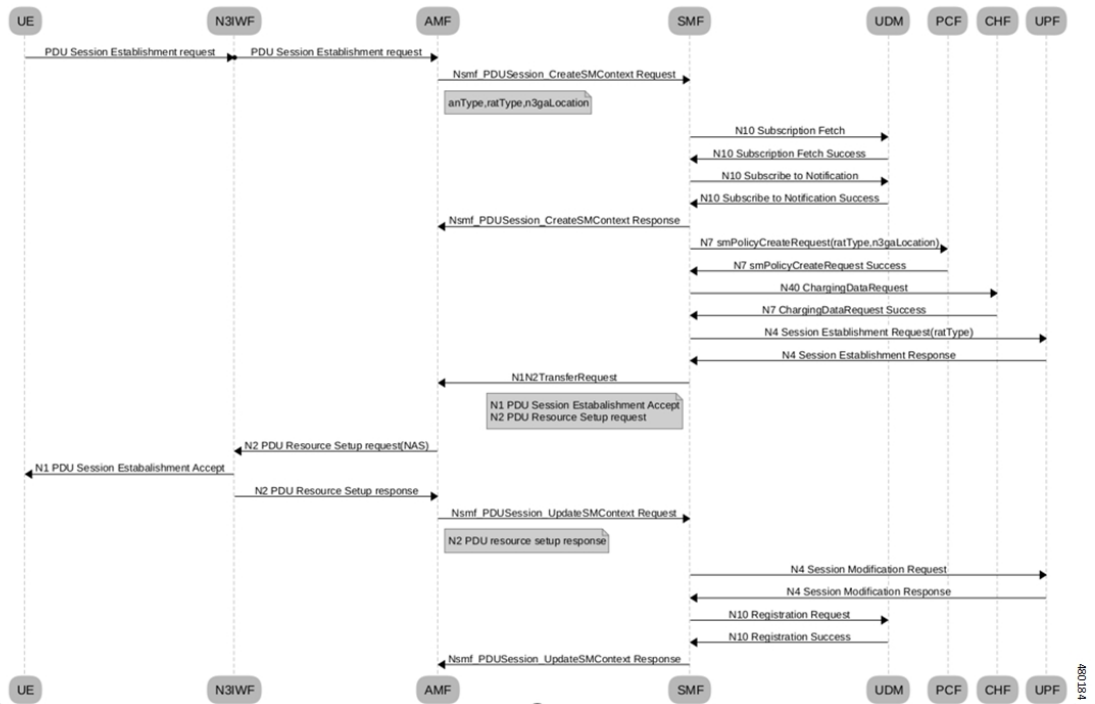 UE N3IWF AMF SMF UDM PCF CHF UPF
PDU Session Establishment request PDU Session Establishment request
Nsmf_PDUSession_CreateSMContext Request
anType,ratType,n3gaLocation
N10 Subscription Fetch
N10 Subscription Fetch Success
N10 Subscribe to Notification
N10 Subscribe to Notification Success
Nsmf_PDUSession_CreateSMContext Response
N7 smPolicyCreateRequest(ratType,n3gaLocation)
N7 smPolicyCreateRequest Success
N40 ChargingDataRequest
N7 ChargingDataRequest Success
N4 Session Establishment Request(ratType)
N4 Session Establishment Response
N1N2TransferRequest
N1 PDU Session Estabalishment Accept
N2 PDU Resource Setup request
N2 PDU Resource Setup request(NAS)
N1 PDU Session Estabalishment Accept
N2 PDU Resource Setup response
Nsmf_PDUSession_UpdateSMContext Request
N2 PDU resource setup response
N4 Session Modification Request
N4 Session Modification Response
N10 Registration Request
N10 Registration Success
Nsmf_PDUSession_UpdateSMContext Response
UE N3IWF AMF SMF UDM PCF CHF UPF
480184